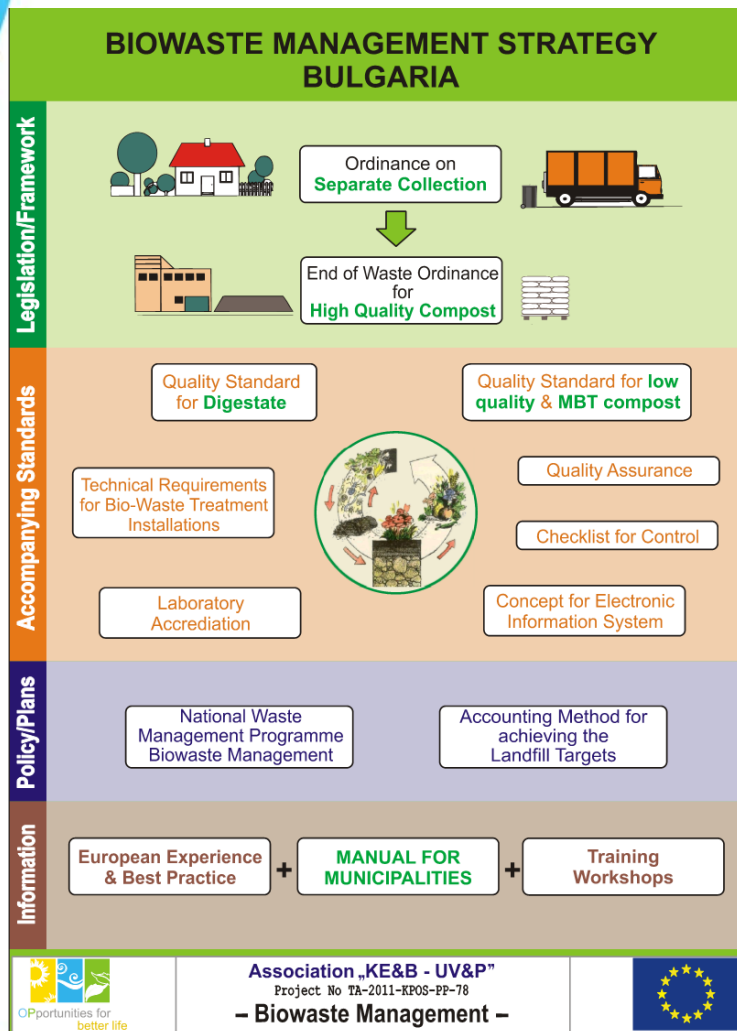 BIOWASTE MANAGEMENT STRATEGY
BULGARIA
Legislation/Framework
Ordinance on
Separate Collection
End of Waste Ordinance
for
High Quality Compost
Accompanying Standards
Quality Standard
for Digestate
Quality Standard for low
quality & MBT compost
Technical Requirements
for Bio-Waste Treatment
Installations
Quality Assurance
Checklist for Control
Laboratory
Accrediation
Concept for Electronic
Information System
Policy/Plans
National Waste
Management Programme
Biowaste Management
Accounting Method for
achieving the
Landfill Targets
Information
European Experience
& Best Practice
+
MANUAL FOR
MUNICIPALITIES
+
Training
Workshops
OPportunities for
better life
Association „KE&B - UV&P”
Project No TA-2011-KPOS-PP-78
– Biowaste Management –